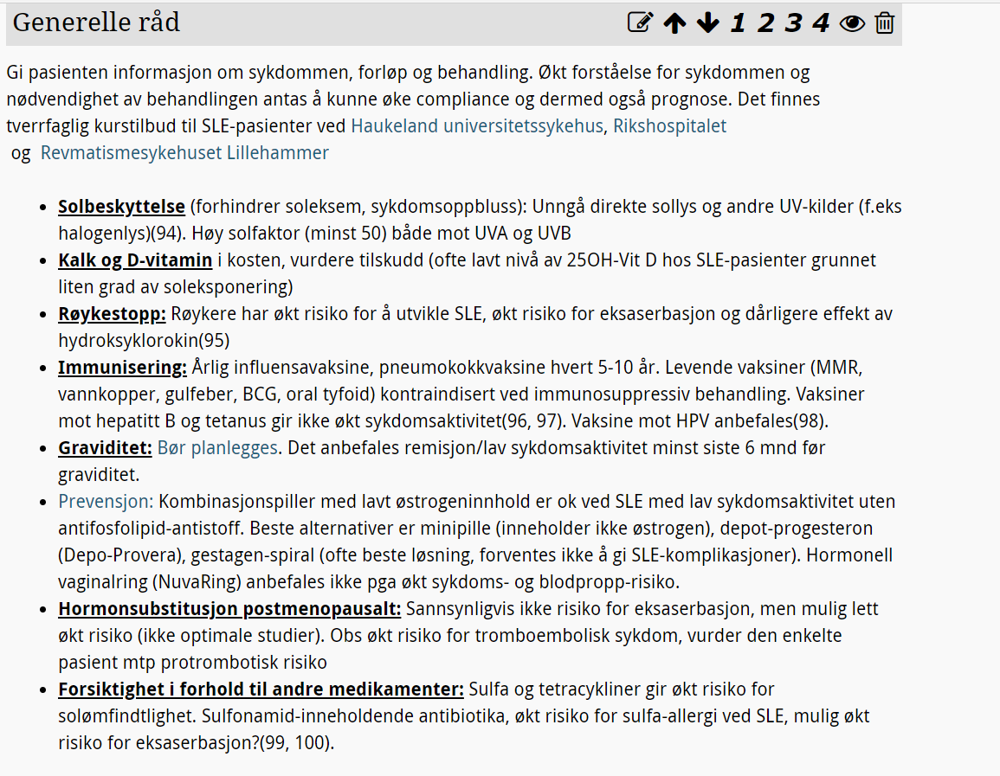 Generelle råd 1 2 3 4
Gi pasienten informasjon om sykdommen, forløp og behandling. Økt forståelse for sykdommen og
nødvendighet av behandlingen antas å kunne øke compliance og dermed også prognose. Det finnes
tverrfaglig kurstilbud til SLE-pasienter ved Haukeland universitetssykehus, Rikshospitalet
og Revmatismesykehuset Lillehammer
• Solbeskyttelse (forhindrer soleksem, sykdomsoppbluss): Unngå direkte sollys og andre UV-kilder (f.eks
halogenlys)(94). Høy solfaktor (minst 50) både mot UVA og UVB
• Kalk og D-vitamin i kosten, vurdere tilskudd (ofte lavt nivå av 25OH-Vit D hos SLE-pasienter grunnet
liten grad av soleksponering)
• Røykestopp: Røykere har økt risiko for å utvikle SLE, økt risiko for eksaserbasjon og dårligere effekt av
hydroksyklorokin(95)
• Immunisering: Årlig influensavaksine, pneumokokkvaksine hvert 5-10 år. Levende vaksiner (MMR,
vannkopper, gulfeber, BCG, oral tyfoid) kontraindisert ved immunosuppressiv behandling. Vaksiner
mot hepatitt B og tetanus gir ikke økt sykdomsaktivitet(96, 97). Vaksine mot HPV anbefales(98).
• Graviditet: Bør planlegges. Det anbefales remisjon/lav sykdomsaktivitet minst siste 6 mnd før
graviditet.
• Prevensjon: Kombinasjonspiller med lavt østrogeninnhold er ok ved SLE med lav sykdomsaktivitet uten
antifosfolipid-antistoff. Beste alternativer er minipille (inneholder ikke østrogen), depot-progesteron
(Depo-Provera), gestagen-spiral (ofte beste løsning, forventes ikke å gi SLE-komplikasjoner). Hormonell
vaginalring (NuvaRing) anbefales ikke pga økt sykdoms- og blodpropp-risiko.
• Hormonsubstitusjon postmenopausalt: Sannsynligvis ikke risiko for eksaserbasjon, men mulig lett
økt risiko (ikke optimale studier). Obs økt risiko for tromboembolisk sykdom, vurder den enkelte
pasient mtp protrombotisk risiko
• Forsiktighet i forhold til andre medikamenter: Sulfa og tetracykliner gir økt risiko for
solømfindtlighet. Sulfonamid-inneholdende antibiotika, økt risiko for sulfa-allergi ved SLE, mulig økt
risiko for eksaserbasjon?(99, 100).